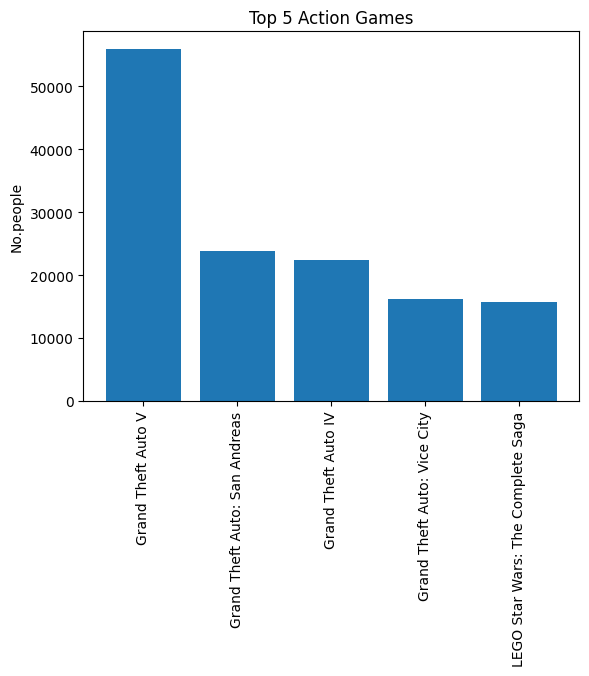 Top 5 Action Games
No.people
50000
40000
30000
20000
10000
0
Grand Theft Auto V
Grand Theft Auto: San Andreas
Grand Theft Auto IV
Grand Theft Auto: Vice City
LEGO Star Wars: The Complete Saga